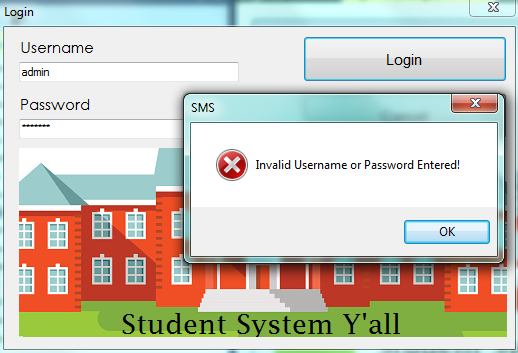 Login
Username
admin
Login
Password
*******
SMS
Invalid Username or Password Entered!
OK
Student System Y'all